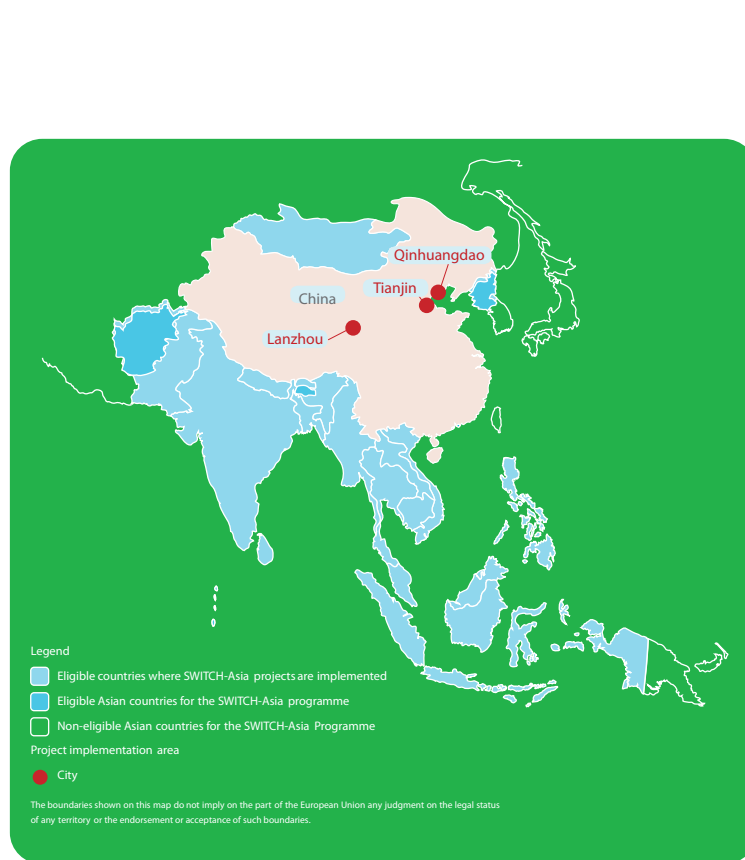 Qinhuangdao
Tianjin
China
Lanzhou
Legend
Eligible countries where SWITCH-Asia projects are implemented
Eligible Asian countries for the SWITCH-Asia programme
Non-eligible Asian countries for the SWITCH-Asia Programme
Project implementation area
City
The boundaries shown on this map do not imply on the part of the European Union any judgment on the legal status
of any territory or the endorsement or acceptance of such boundaries.